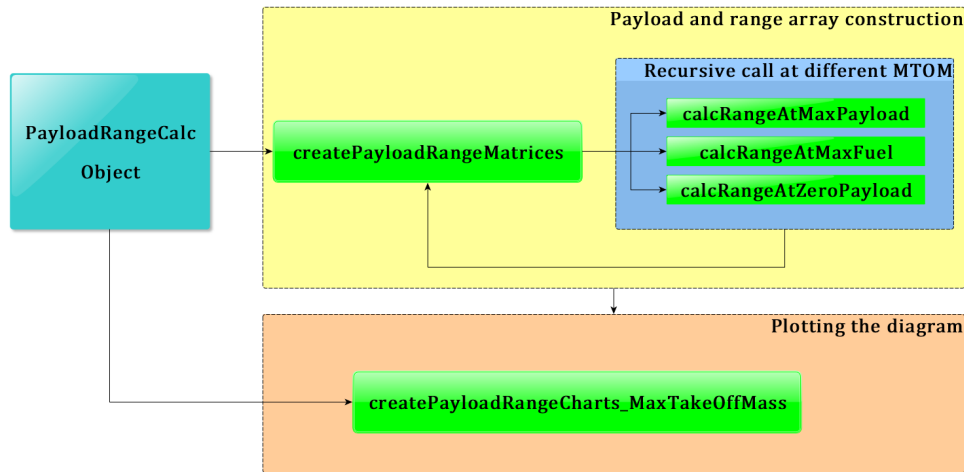 Payload and range array construction
Recursive call at different MTOM
PayloadRangeCalc
Object
createPayloadRangeMatrices
calcRangeAtMaxPayload
calcRangeAtMaxFuel
calcRangeAtZeroPayload
Plotting the diagram
createPayloadRangeCharts_MaxTakeOffMass